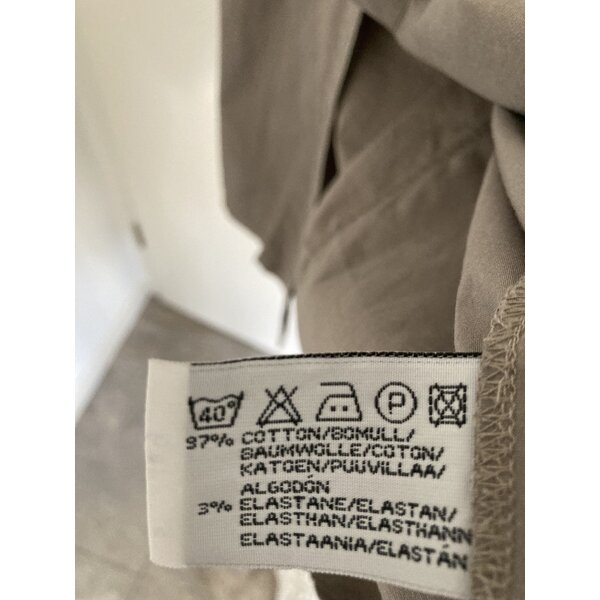 40°
P
97% COTTON/BOMULL/
BAUMWOLLE/COTON/
KATOEN/PUUVILLAA/
ALGODÓN
3% ELASTANE/ELASTAN/
ELASTHAN/ELASTHANN
ELASTAANIA/ELASTÁN